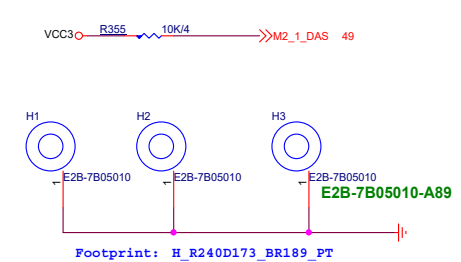 VCC3 R355 10K/4 M2_1_DAS 49
H1 H2 H3
1 E2B-7B05010 1 E2B-7B05010 1 E2B-7B05010
E2B-7B05010-A89
Footprint: H_R240D173_BR189_PT